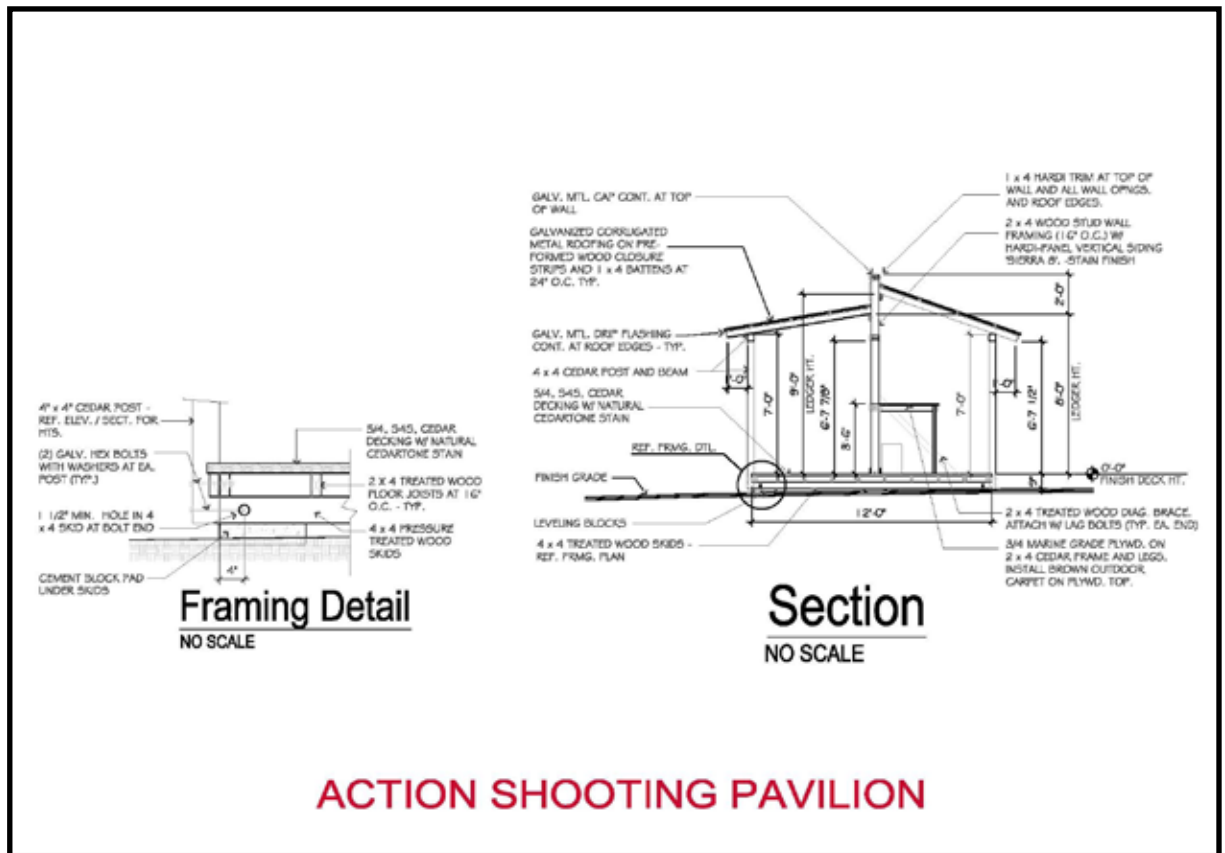 GALV. MTL. CAP CONT. AT TOP
OF WALL
GALVANIZED CORRUGATED
METAL ROOFING ON PRE-
FORMED WOOD CLOSURE
STRIPS AND 1 x 4 BATTENS AT
24" O.C. TYP.
GALV. MTL. DRIP FLASHING
CONT. AT ROOF EDGES - TYP.
4 x 4 CEDAR POST AND BEAM
5/4, S4S, CEDAR
DECKING W/ NATURAL
CEDARTONE STAIN
REF. FRMG. DTL.
FINISH GRADE
LEVELING BLOCKS
4 x 4 TREATED WOOD SKIDS -
REF. FRMG. PLAN
1 x 4 HARDI TRIM AT TOP OF
WALL AND ALL WALL OPNGS.
AND ROOF EDGES.
2 x 4 WOOD STUD WALL
FRAMING (16" O.C.) W/
HARDI-PANEL VERTICAL SIDING
'SIERRA 8'. -STAIN FINISH
2'-0"
8'-0"
LEDGER HT.
6'-7 1/2"
7'-0"
9'-0"
LEDGER HT.
6'-7 7/8"
7'-0"
3'-6"
12'-0"
0'-0"
FINISH DECK HT.
2 x 4 TREATED WOOD DIAG. BRACE.
ATTACH W/ LAG BOLTS (TYP. EA. END)
3/4 MARINE GRADE PLYWD. ON
2 x 4 CEDAR FRAME AND LEGS.
INSTALL BROWN OUTDOOR
CARPET ON PLYWD. TOP.
Section
NO SCALE
4" x 4" CEDAR POST -
REF. ELEV. / SECT. FOR
HTS.
(2) GALV. HEX BOLTS
WITH WASHERS AT EA.
POST (TYP.)
1 1/2" MIN. HOLE IN 4
x 4 SKID AT BOLT END
CEMENT BLOCK PAD
UNDER SKIDS
4"
5/4, S4S, CEDAR
DECKING W/ NATURAL
CEDARTONE STAIN
2 X 4 TREATED WOOD
FLOOR JOISTS AT 16"
O.C. - TYP.
4 x 4 PRESSURE
TREATED WOOD
SKIDS
Framing Detail
NO SCALE
ACTION SHOOTING PAVILION